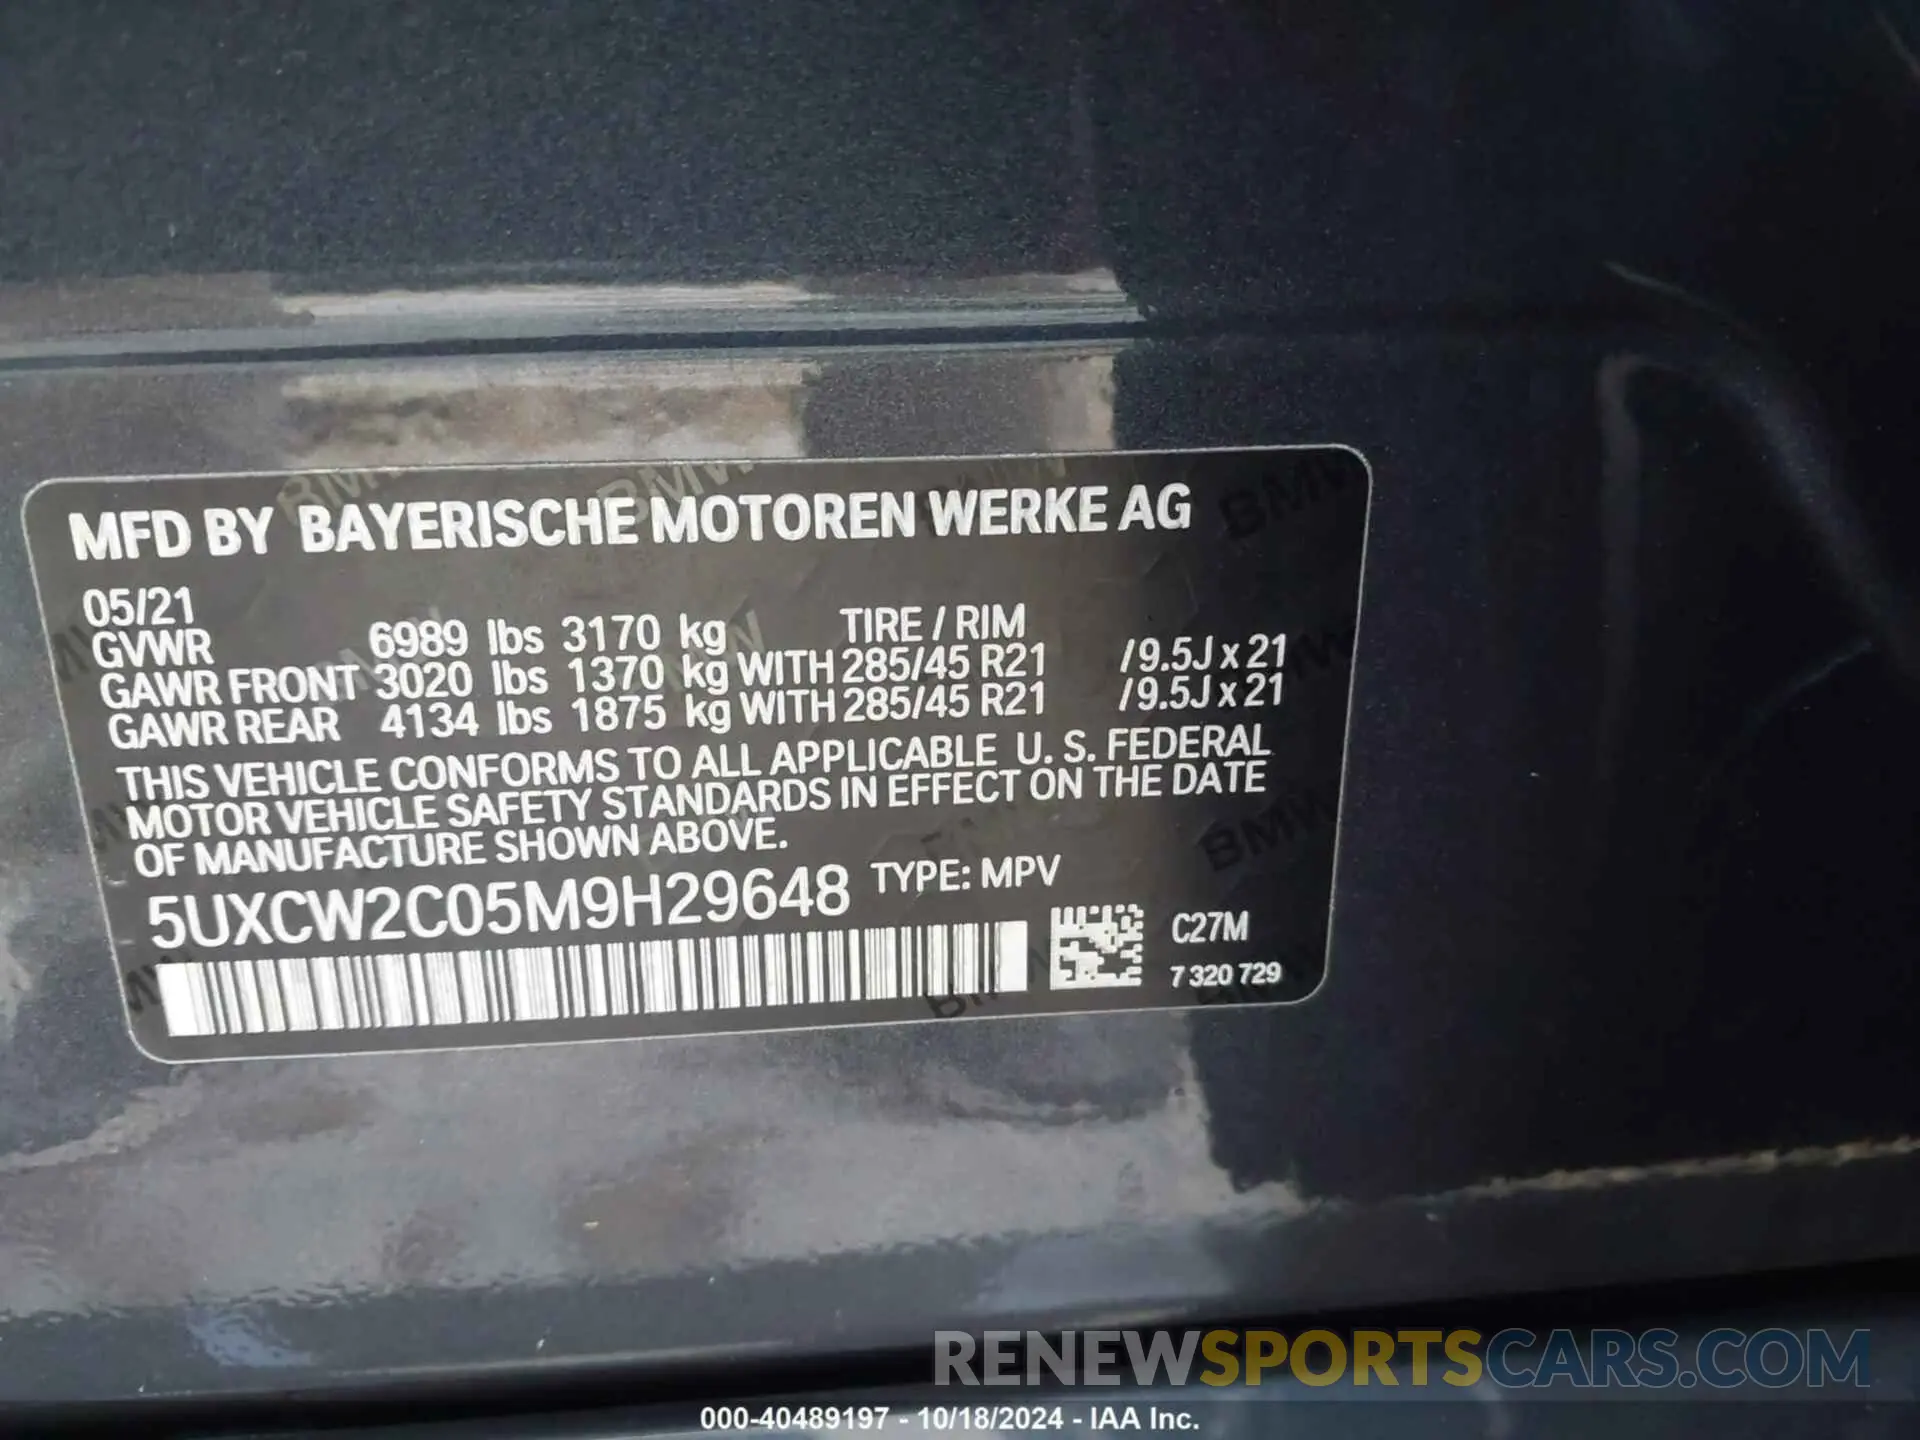 MFD BY BAYERISCHE MOTOREN WERKE AG
05/21
TIRE / RIM
GVWR 6989 lbs 3170 kg
GAWR FRONT 3020 lbs 1370 kg WITH 285/45 R21 /9.5J x 21
GAWR REAR 4134 lbs 1875 kg WITH 285/45 R21 /9.5J x 21
THIS VEHICLE CONFORMS TO ALL APPLICABLE U. S. FEDERAL
MOTOR VEHICLE SAFETY STANDARDS IN EFFECT ON THE DATE
OF MANUFACTURE SHOWN ABOVE.
5UXCW2C05M9H29648 TYPE: MPV
C27M
7 320 729
RENEWSPORTSCARS.COM
000-40489197 - 10/18/2024 - IAA Inc.